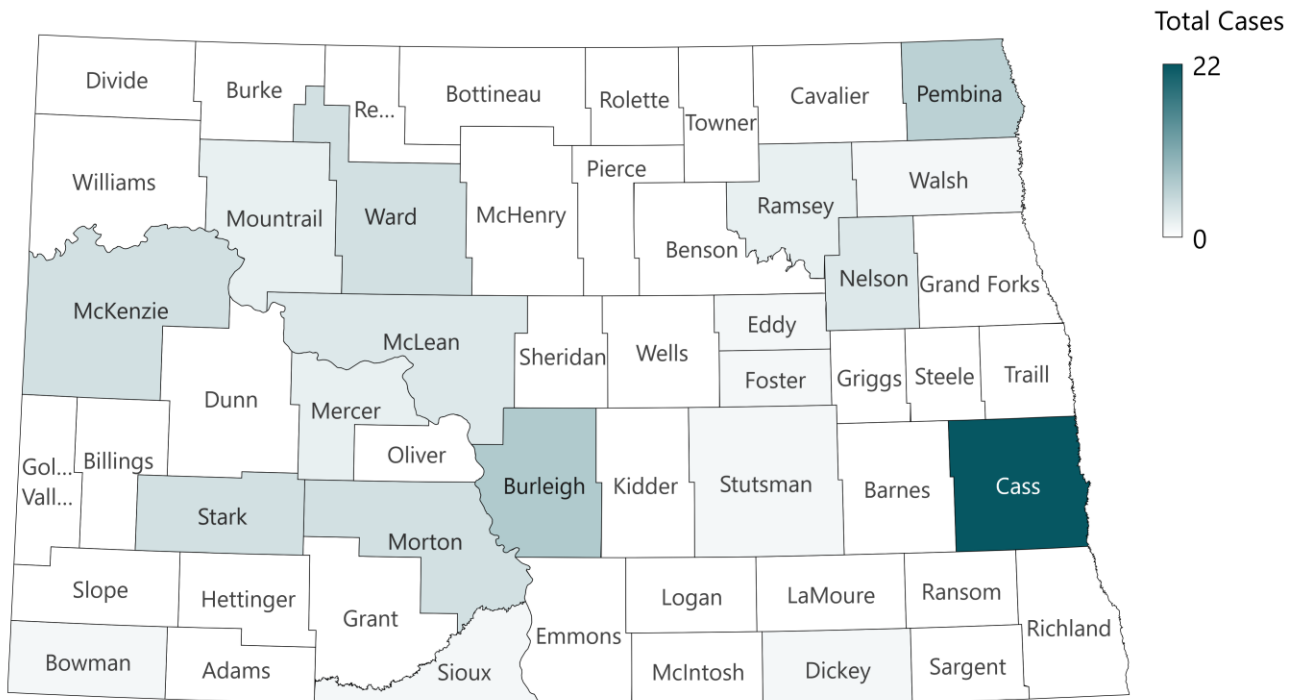 Total Cases
22
0
Divide
Burke
Re...
Bottineau
Rolette
Towner
Cavalier
Pembina
Williams
Mountrail
Ward
McHenry
Pierce
Benson
Ramsey
Walsh
Nelson
Grand Forks
McKenzie
McLean
Sheridan
Wells
Eddy
Foster
Griggs
Steele
Traill
Dunn
Mercer
Oliver
Gol...
Vall...
Billings
Stark
Morton
Burleigh
Kidder
Stutsman
Barnes
Cass
Slope
Hettinger
Grant
Emmons
Logan
LaMoure
Ransom
Richland
Bowman
Adams
Sioux
McIntosh
Dickey
Sargent